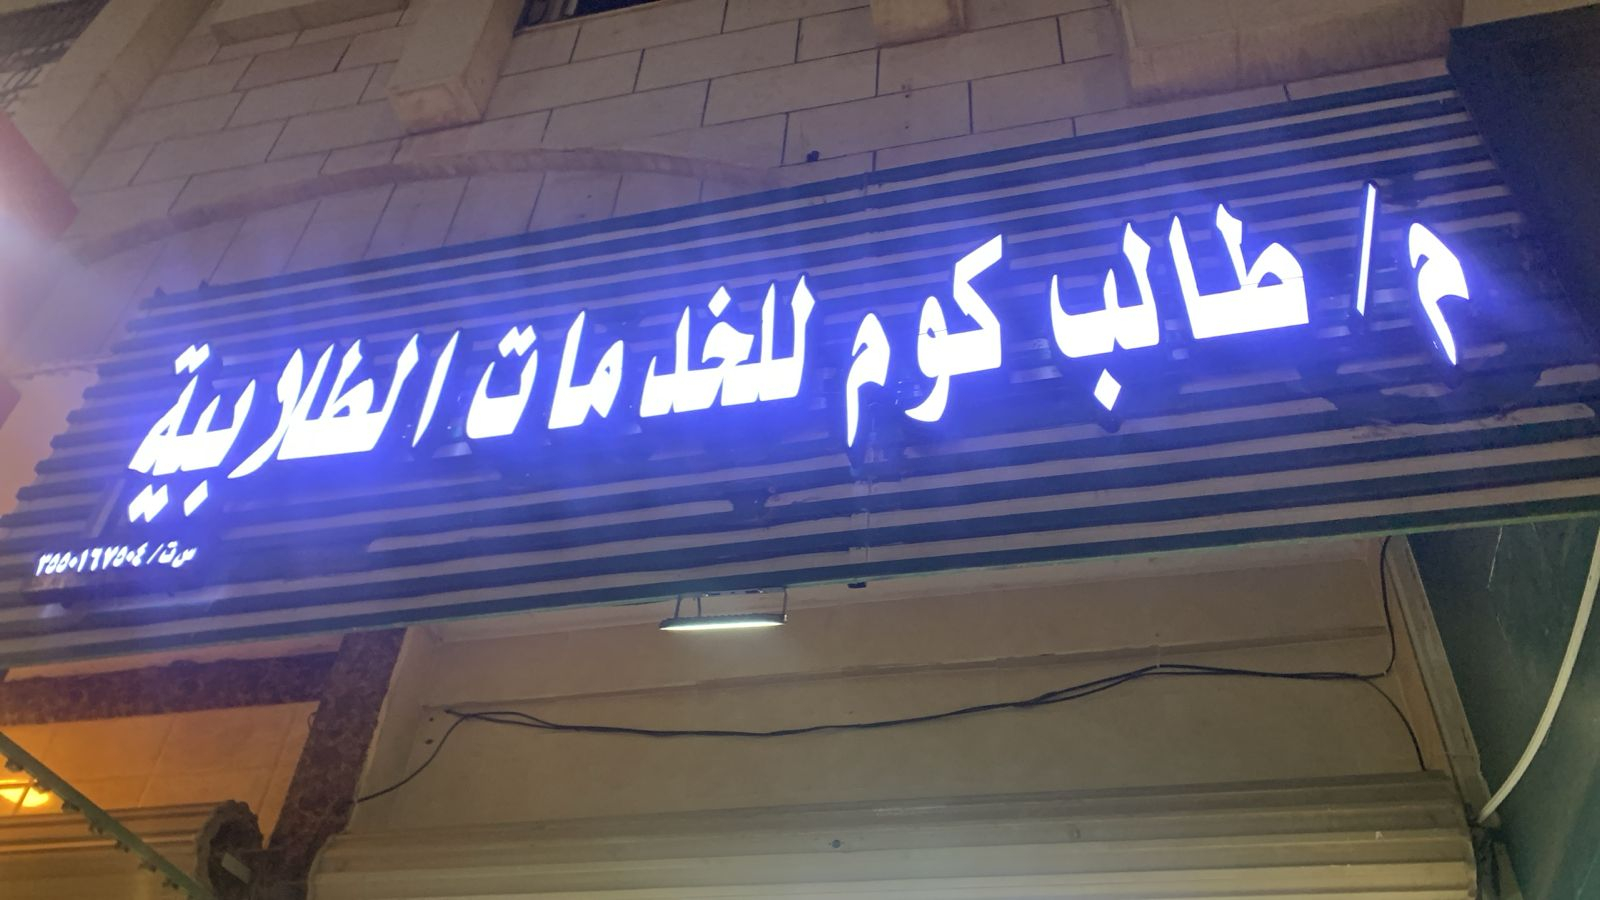 م/ طالب كوم للخدمات الطلابية
س ت/ ٣٥٥٠١٦٧٥٠٤